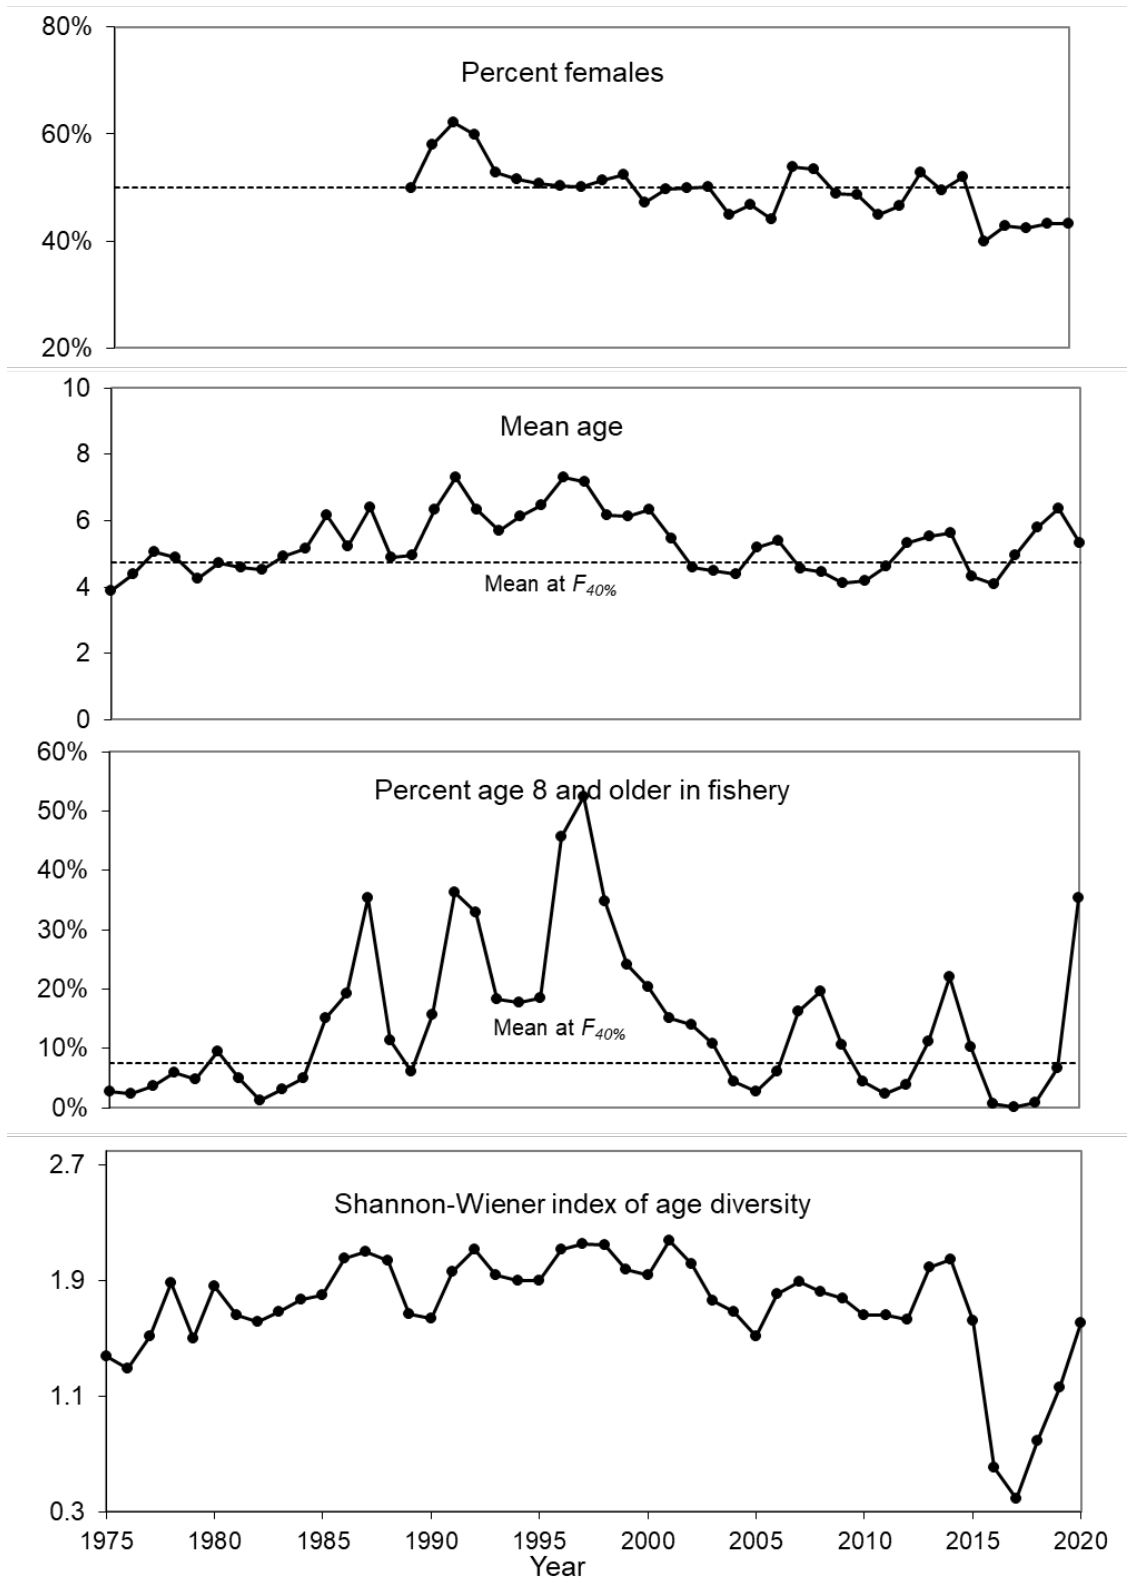 80%
Percent females
60%
40%
20%
10
Mean age
8
6
Mean at F40%
4
2
0
60%
Percent age 8 and older in fishery
50%
40%
30%
20%
Mean at F40%
10%
0%
2.7
Shannon-Wiener index of age diversity
1.9
1.1
0.3
1975 1980 1985 1990 1995 2000 2005 2010 2015 2020
Year